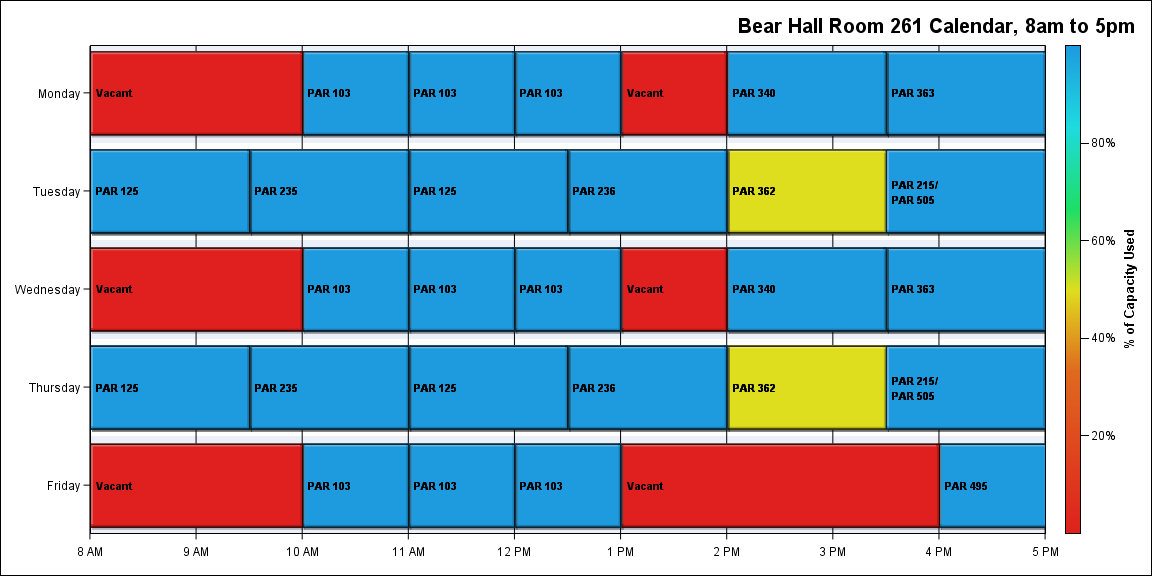 Bear Hall Room 261 Calendar, 8am to 5pm
Monday
Vacant
PAR 103
PAR 103
PAR 103
Vacant
PAR 340
PAR 363
Tuesday
PAR 125
PAR 235
PAR 125
PAR 236
PAR 362
PAR 215/
PAR 505
Wednesday
Vacant
PAR 103
PAR 103
PAR 103
Vacant
PAR 340
PAR 363
Thursday
PAR 125
PAR 235
PAR 125
PAR 236
PAR 362
PAR 215/
PAR 505
Friday
Vacant
PAR 103
PAR 103
PAR 103
Vacant
PAR 495
8 AM
9 AM
10 AM
11 AM
12 PM
1 PM
2 PM
3 PM
4 PM
5 PM
80%
60%
40%
20%
% of Capacity Used